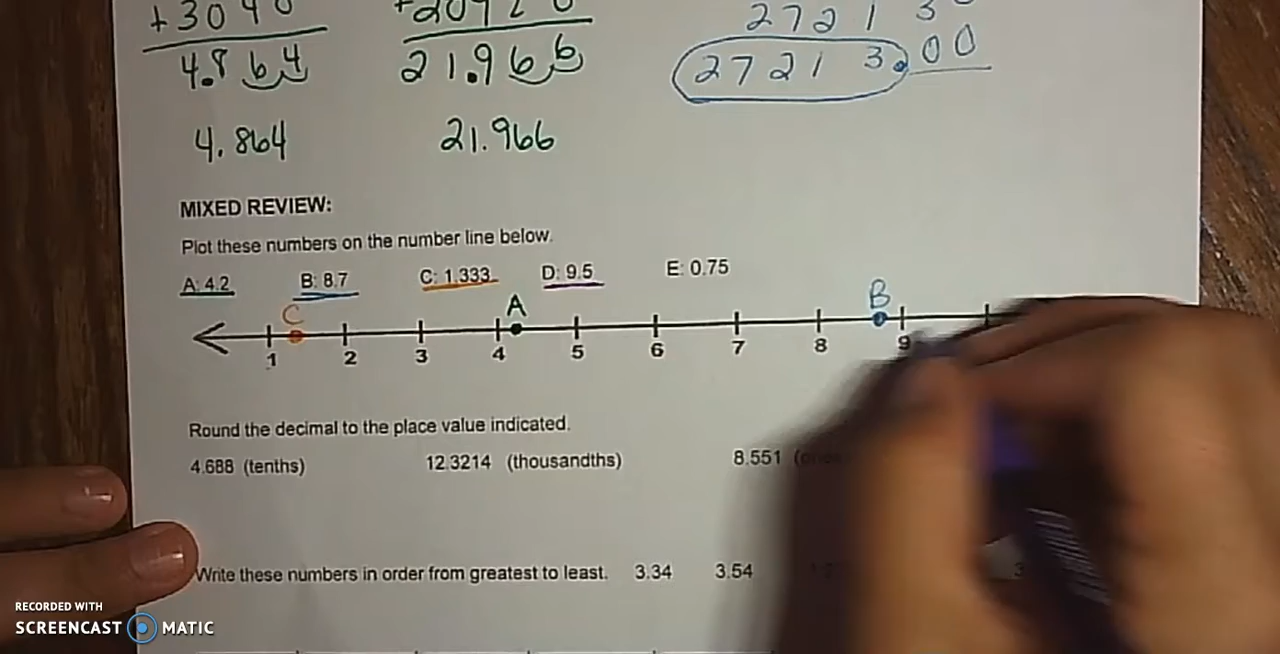 +3040
4.864
21.966
2721 3
27213.00
4.864
21.966
MIXED REVIEW:
Plot these numbers on the number line below.
A: 4.2 B: 8.7 C: 1.333 D: 9.5 E: 0.75
C A B
1 2 3 4 5 6 7 8 9
Round the decimal to the place value indicated.
4.688 (tenths) 12.3214 (thousandths) 8.551
Write these numbers in order from greatest to least. 3.34 3.54
RECORDED WITH
SCREENCAST MATIC